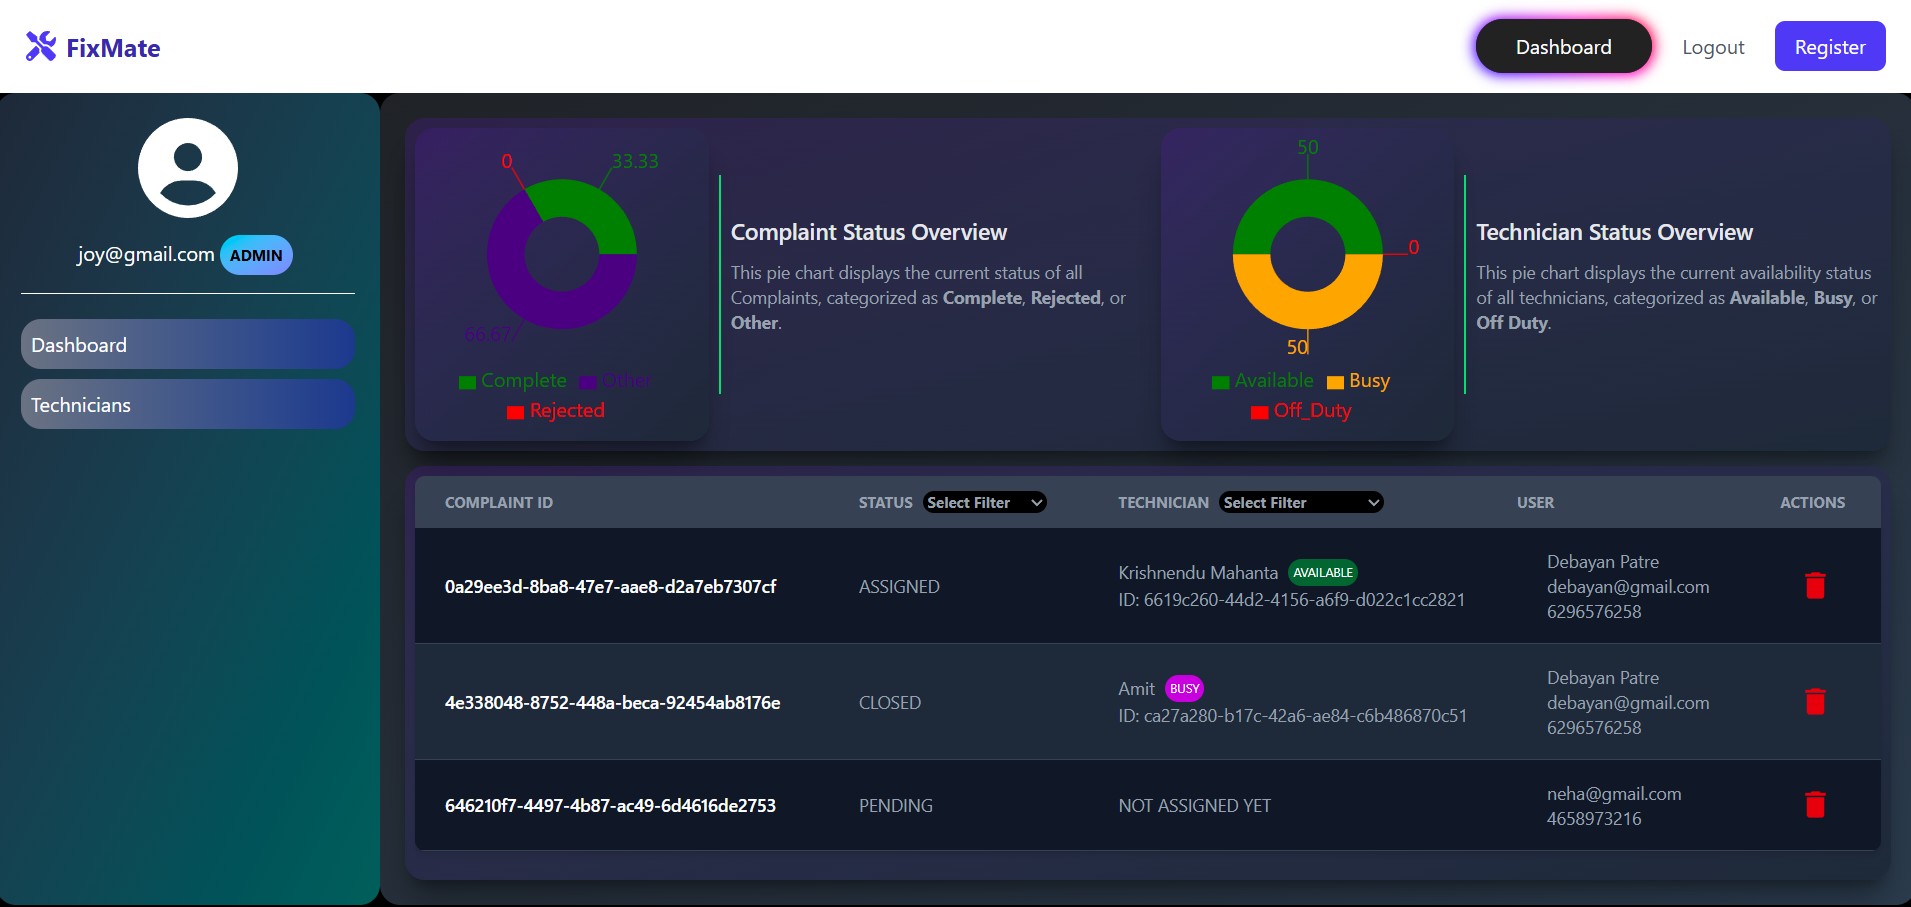 FixMate
Dashboard
Logout
Register
joy@gmail.com ADMIN
Dashboard
Technicians
0
33.33
66.67
Complete Other
Rejected
Complaint Status Overview
This pie chart displays the current status of all
Complaints, categorized as Complete, Rejected, or
Other.
50
0
50
Available Busy
Off_Duty
Technician Status Overview
This pie chart displays the current availability status
of all technicians, categorized as Available, Busy, or
Off Duty.
COMPLAINT ID STATUS Select Filter TECHNICIAN Select Filter USER ACTIONS
0a29ee3d-8ba8-47e7-aae8-d2a7eb7307cf
ASSIGNED
Krishnendu Mahanta AVAILABLE
ID: 6619c260-44d2-4156-a6f9-d022c1cc2821
Debayan Patre
debayan@gmail.com
6296576258
4e338048-8752-448a-beca-92454ab8176e
CLOSED
Amit BUSY
ID: ca27a280-b17c-42a6-ae84-c6b486870c51
Debayan Patre
debayan@gmail.com
6296576258
646210f7-4497-4b87-ac49-6d4616de2753
PENDING
NOT ASSIGNED YET
neha@gmail.com
4658973216